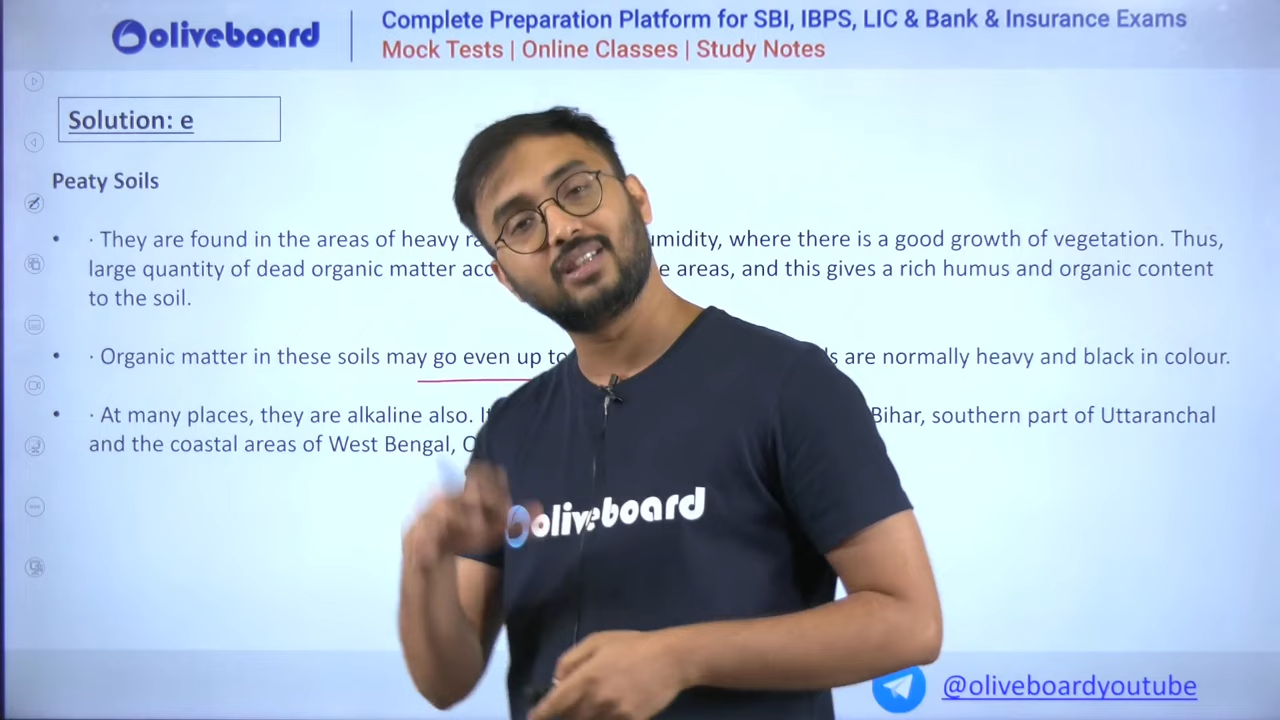 oliveboard
Complete Preparation Platform for SBI, IBPS, LIC & Bank & Insurance Exams
Mock Tests | Online Classes | Study Notes
Solution: e
Peaty Soils
• · They are found in the areas of heavy umidity, where there is a good growth of vegetation. Thus,
large quantity of dead organic matter areas, and this gives a rich humus and organic content
to the soil.
• · Organic matter in these soils may go even up to are normally heavy and black in colour.
• · At many places, they are alkaline also. Bihar, southern part of Uttaranchal
and the coastal areas of West Bengal,
oliveboard
@oliveboardyoutube